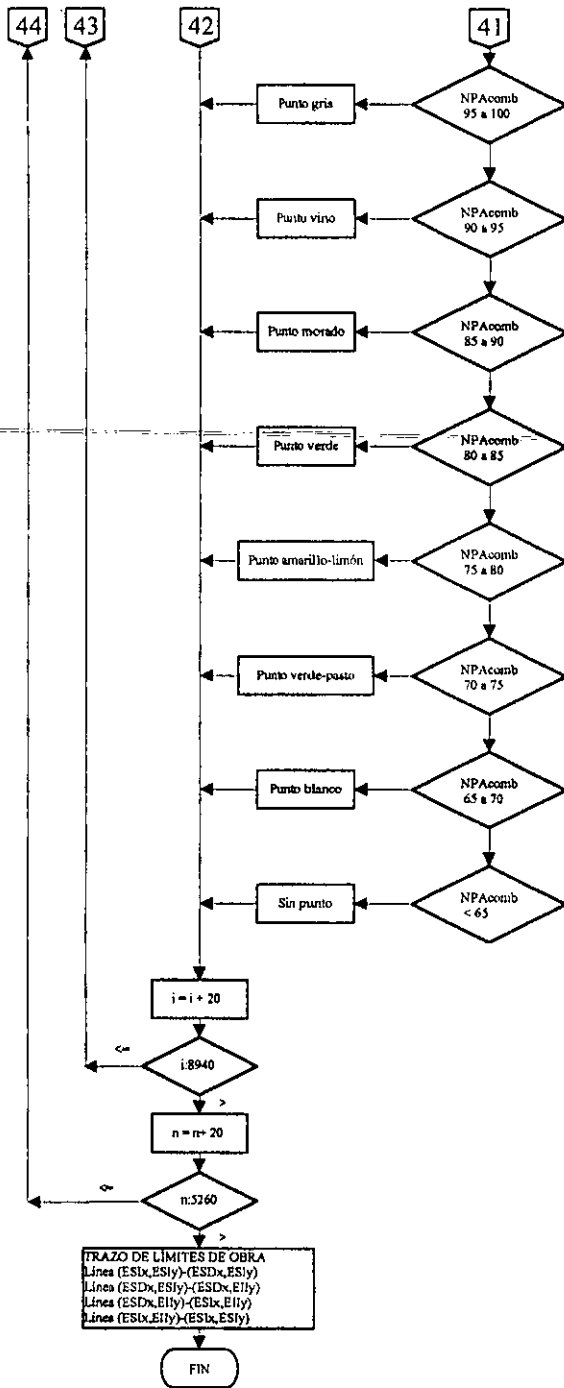 44 43 42 41
Punto gris
NPAcomb
95 a 100
Punto vino
NPAcomb
90 a 95
Punto morado
NPAcomb
85 a 90
Punto verde
NPAcomb
80 a 85
Punto amarillo-limón
NPAcomb
75 a 80
Punto verde-pasto
NPAcomb
70 a 75
Punto blanco
NPAcomb
65 a 70
Sin punto
NPAcomb
< 65
i = i + 20
<=
i:8940
>
n = n+ 20
<=
n:5260
>
TRAZO DE LÍMITES DE OBRA
Línea (ESIx,ESIy)-(ESDx,ESIy)
Línea (ESDx,ESIy)-(ESDx,EIIy)
Línea (ESDx,EIIy)-(ESIx,EIIy)
Línea (ESIx,EIIy)-(ESIx,ESIy)
FIN